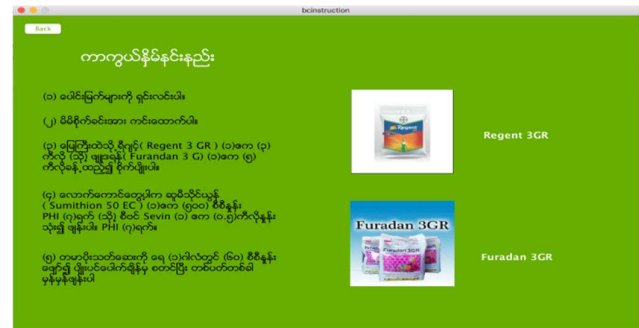 bcinstruction
Back
ကာကွယ်နှိမ်နင်းနည်း
(၁) ပေါင်းမြက်များကို ရှင်းလင်းပါ။
(၂) မိမိစိုက်ခင်းအား ကင်းထောက်ပါ။
(၃) မြေကြီးထဲသို့ ရီဂျင့်( Regent 3 GR ) (၁)ဧက (၃)
ကီလို (သို့) ဖျူရာဒန်( Furandan 3 G) (၁)ဧက (၅)
ကီလိုခန့် ထည့်၍ စိုက်ပျိုးပါ။
(၄) လောက်ကောင်တွေ့ပါက ဆူမီသိုင်ယွန်
( Sumithion 50 EC ) (၁)ဧက (၅၀၀) စီစီနှုန်း
PHI (၇)ရက် (သို့) စီဗင် Sevin (၁) ဧက (၀.၅)ကီလိုနှုန်း
သုံး၍ ဖျန်းပါ။ PHI (၇)ရက်။
(၅) တမာပိုးသတ်ဆေးကို ရေ (၁)ဂါလံတွင် (၆၀) စီစီနှုန်း
ဖျော်၍ ပျိုးပင်ပေါက်ချိန်မှ စတင်ပြီး တစ်ပတ်တစ်ခါ
မှန်မှန်ဖျန်းပါ
Regent
Regent 3GR
Furadan 3GR
Furadan 3GR